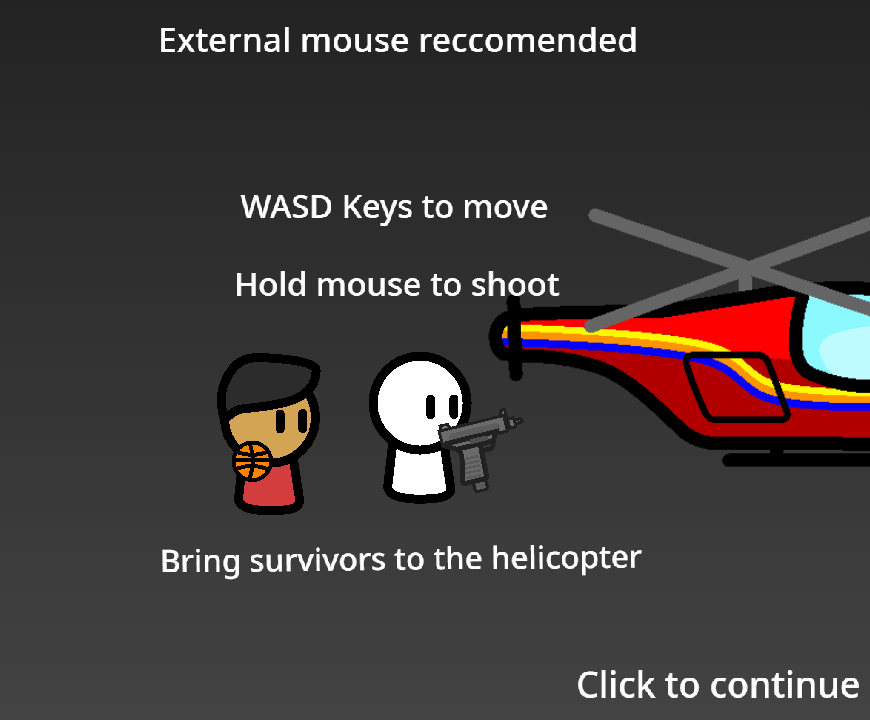 External mouse reccomended
WASD Keys to move
Hold mouse to shoot
Bring survivors to the helicopter
Click to continue